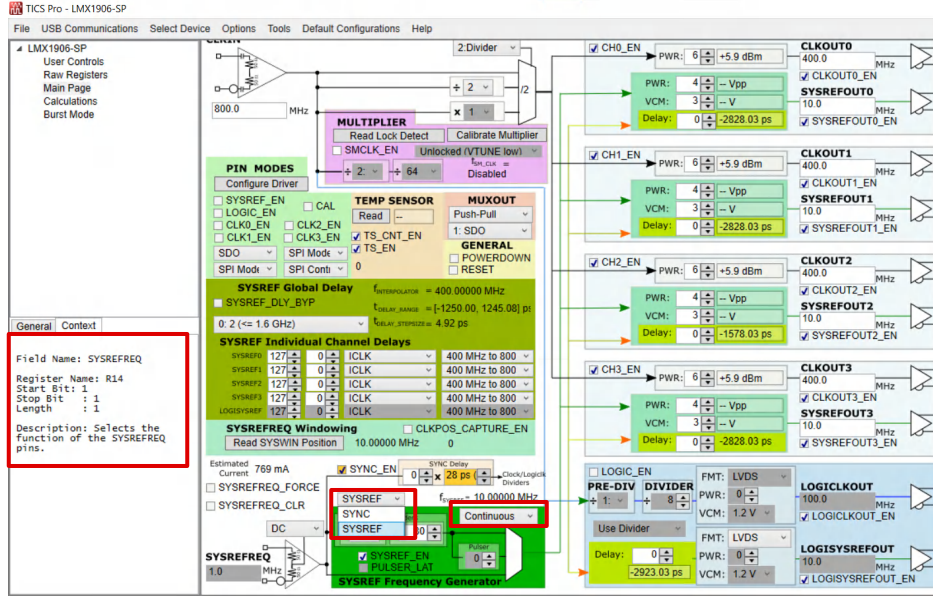 TICS Pro - LMX1906-SP
File USB Communications Select Device Options Tools Default Configurations Help
LMX1906-SP
User Controls
Raw Registers
Main Page
Calculations
Burst Mode
General Context
Field Name: SYSREFREQ
Register Name: R14
Start Bit: 1
Stop Bit : 1
Length : 1
Description: Selects the
function of the SYSREFREQ
pins.
CLKIN
800.0 MHz
2:Divider
÷ 2 /2
x 1
MULTIPLIER
Read Lock Detect Calibrate Multiplier
SMCLK_EN Unlocked (VTUNE low)
÷ 2: ÷ 64 fSM_CLK = Disabled
PIN MODES
Configure Driver
SYSREF_EN CAL
LOGIC_EN
CLK0_EN CLK2_EN
CLK1_EN CLK3_EN
SDO SPI Mode
SPI Mode SPI Conti
TEMP SENSOR
Read --
TS_CNT_EN
TS_EN
0
MUXOUT
Push-Pull
1: SDO
GENERAL
POWERDOWN
RESET
SYSREF Global Delay fINTERPOLATOR = 400.00000 MHz
SYSREF_DLY_BYP tDELAY_RANGE = [-1250.00, 1245.08] ps
0: 2 (<= 1.6 GHz) tDELAY_STEPSIZE = 4.92 ps
SYSREF Individual Channel Delays
SYSREF0 127 0 ICLK 400 MHz to 800
SYSREF1 127 0 ICLK 400 MHz to 800
SYSREF2 127 0 ICLK 400 MHz to 800
SYSREF3 127 0 ICLK 400 MHz to 800
LOGISYSREF 127 0 ICLK 400 MHz to 800
SYSREFREQ Windowing CLKPOS_CAPTURE_EN
Read SYSWIN Position 10.00000 MHz 0
Estimated
Current 769 mA
SYSREFREQ_FORCE
SYSREFREQ_CLR
SYNC_EN
SYNC Delay
0 x 28 ps ( Clock/Logiclk
Dividers
SYSREF
SYNC
SYSREF
fSYSREF = 10.00000 MHz
Continuous
DC
SYSREFREQ
1.0 MHz
SYSREF_EN
PULSER_LAT
Pulser
0
SYSREF Frequency Generator
CH0_EN PWR: 6 +5.9 dBm
CLKOUT0
400.0 MHz
CLKOUT0_EN
PWR: 4 -- Vpp
VCM: 3 -- V
Delay: 0 -2828.03 ps
SYSREFOUT0
10.0 MHz
SYSREFOUT0_EN
CH1_EN PWR: 6 +5.9 dBm
CLKOUT1
400.0 MHz
CLKOUT1_EN
PWR: 4 -- Vpp
VCM: 3 -- V
Delay: 0 -2828.03 ps
SYSREFOUT1
10.0 MHz
SYSREFOUT1_EN
CH2_EN PWR: 6 +5.9 dBm
CLKOUT2
400.0 MHz
CLKOUT2_EN
PWR: 4 -- Vpp
VCM: 3 -- V
Delay: 0 -1578.03 ps
SYSREFOUT2
10.0 MHz
SYSREFOUT2_EN
CH3_EN PWR: 6 +5.9 dBm
CLKOUT3
400.0 MHz
CLKOUT3_EN
PWR: 4 -- Vpp
VCM: 3 -- V
Delay: 0 -2828.03 ps
SYSREFOUT3
10.0 MHz
SYSREFOUT3_EN
LOGIC_EN
PRE-DIV DIVIDER
÷ 1: ÷ 8
Use Divider
FMT: LVDS
PWR: 0
VCM: 1.2 V
LOGICLKOUT
100.0 MHz
LOGICLKOUT_EN
Delay: 0
-2923.03 ps
FMT: LVDS
PWR: 0
VCM: 1.2 V
LOGISYSREFOUT
10.0 MHz
LOGISYSREFOUT_EN